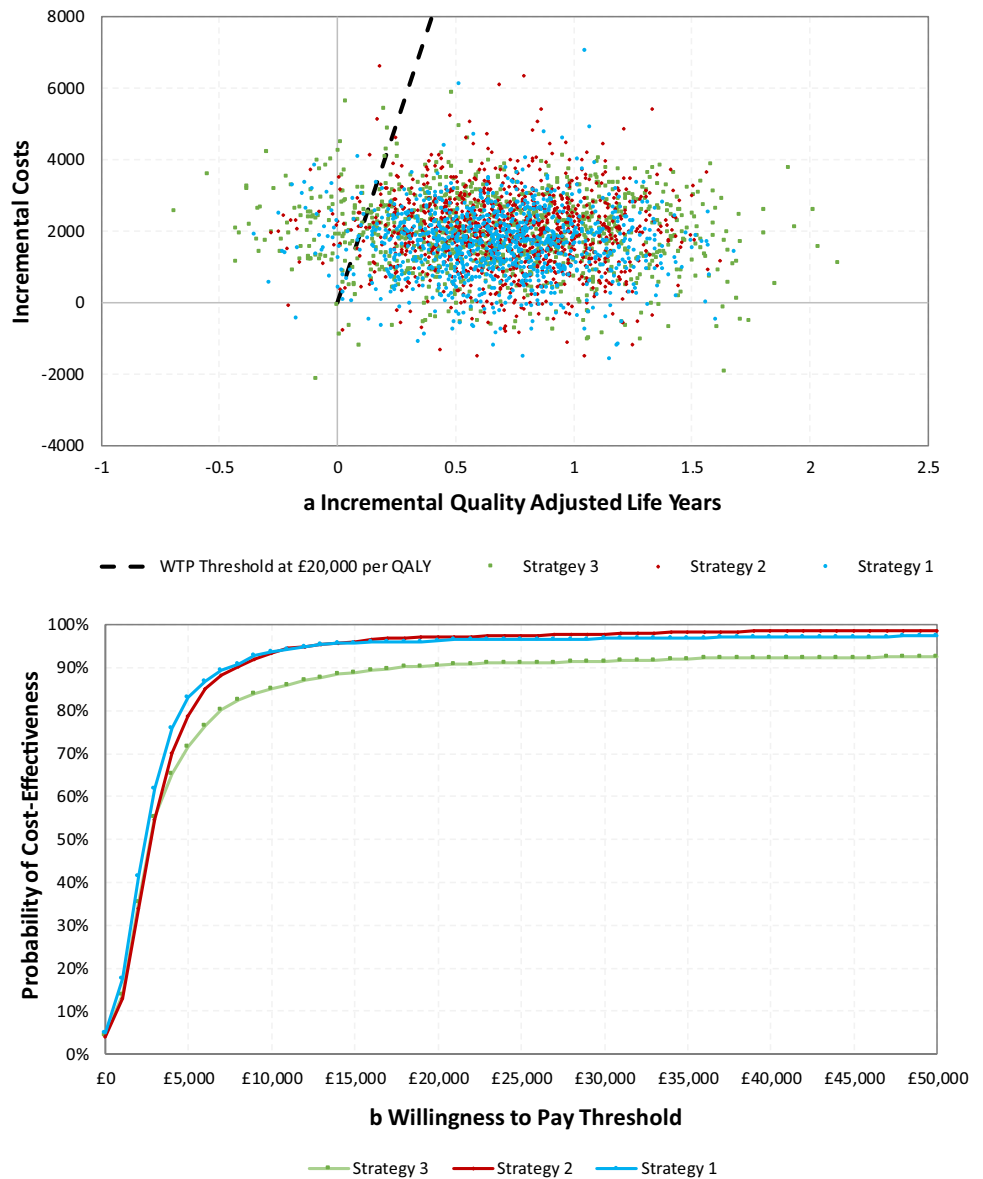 8000
6000
4000
2000
0
-2000
-4000
Incremental Costs
-1 -0.5 0 0.5 1 1.5 2 2.5
a Incremental Quality Adjusted Life Years
WTP Threshold at £20,000 per QALY Stratgey 3 Strategy 2 Strategy 1
100%
90%
80%
70%
60%
50%
40%
30%
20%
10%
0%
Probability of Cost-Effectiveness
£0 £5,000 £10,000 £15,000 £20,000 £25,000 £30,000 £35,000 £40,000 £45,000 £50,000
b Willingness to Pay Threshold
Strategy 3 Strategy 2 Strategy 1